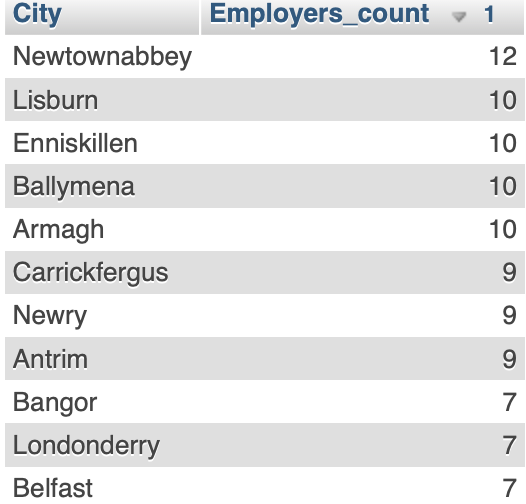 City Employers_count 1
Newtownabbey 12
Lisburn 10
Enniskillen 10
Ballymena 10
Armagh 10
Carrickfergus 9
Newry 9
Antrim 9
Bangor 7
Londonderry 7
Belfast 7